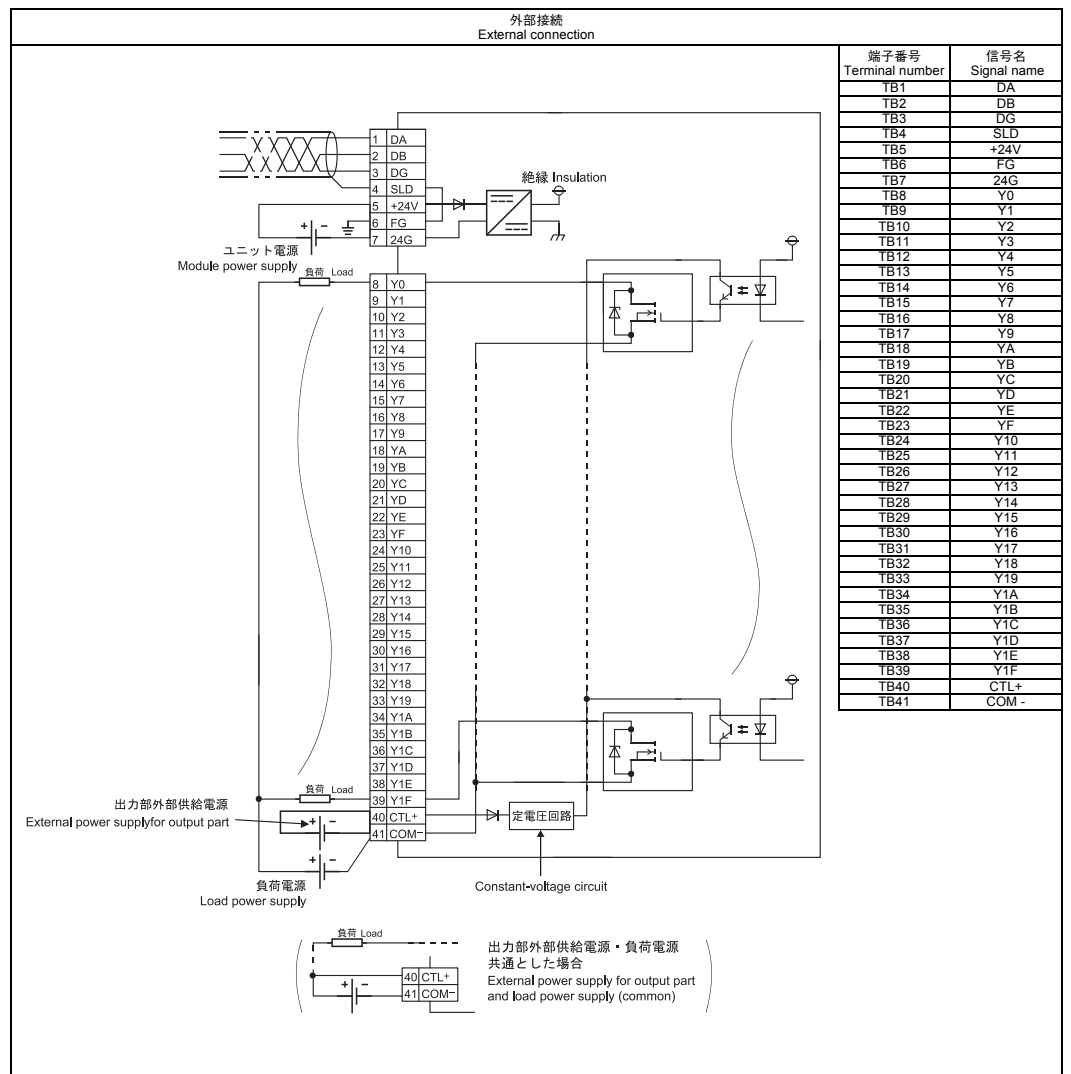 外部接続
External connection
端子番号 信号名
Terminal number Signal name
TB1 DA
TB2 DB
TB3 DG
TB4 SLD
TB5 +24V
TB6 FG
TB7 24G
TB8 Y0
TB9 Y1
TB10 Y2
TB11 Y3
TB12 Y4
TB13 Y5
TB14 Y6
TB15 Y7
TB16 Y8
TB17 Y9
TB18 YA
TB19 YB
TB20 YC
TB21 YD
TB22 YE
TB23 YF
TB24 Y10
TB25 Y11
TB26 Y12
TB27 Y13
TB28 Y14
TB29 Y15
TB30 Y16
TB31 Y17
TB32 Y18
TB33 Y19
TB34 Y1A
TB35 Y1B
TB36 Y1C
TB37 Y1D
TB38 Y1E
TB39 Y1F
TB40 CTL+
TB41 COM -
1 DA
2 DB
3 DG
4 SLD
5 +24V
6 FG
7 24G
絶縁 Insulation
+ -
ユニット電源
Module power supply
負荷 Load
8 Y0
9 Y1
10 Y2
11 Y3
12 Y4
13 Y5
14 Y6
15 Y7
16 Y8
17 Y9
18 YA
19 YB
20 YC
21 YD
22 YE
23 YF
24 Y10
25 Y11
26 Y12
27 Y13
28 Y14
29 Y15
30 Y16
31 Y17
32 Y18
33 Y19
34 Y1A
35 Y1B
36 Y1C
37 Y1D
38 Y1E
39 Y1F
40 CTL+
41 COM-
負荷 Load
出力部外部供給電源
External power supplyfor output part
+ -
+ -
負荷電源
Load power supply
定電圧回路
Constant-voltage circuit
負荷 Load
40 CTL+
41 COM-
+ -
出力部外部供給電源・負荷電源
共通とした場合
External power supply for output part
and load power supply (common)